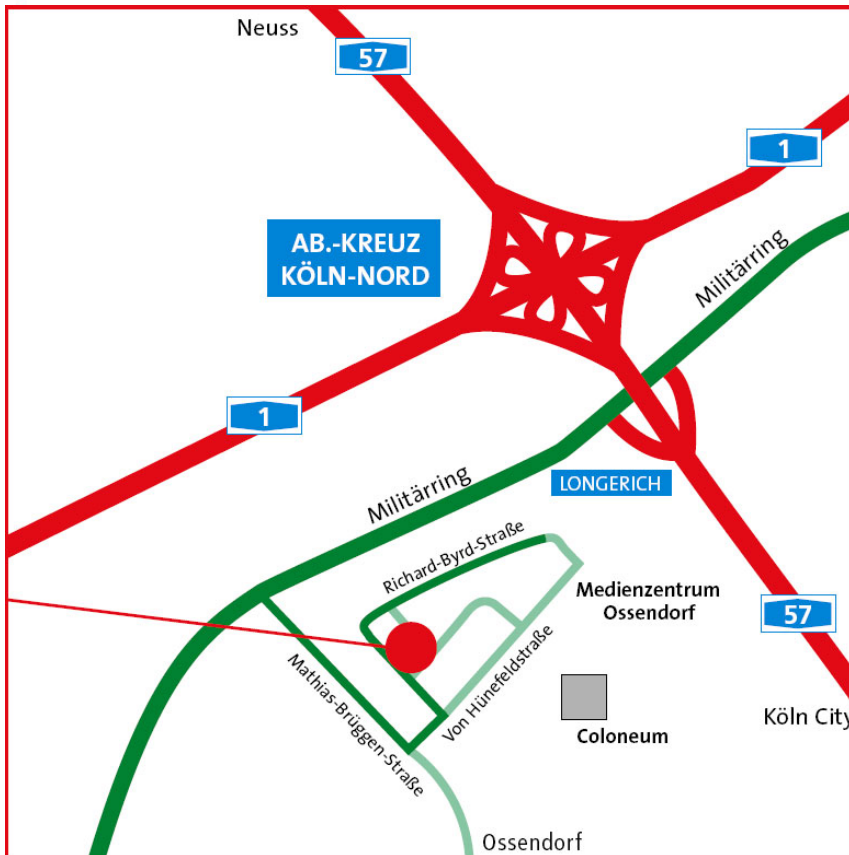 Neuss
57
1
AB.-KREUZ
KÖLN-NORD
Militärring
1
Militärring
LONGERICH
Richard-Byrd-Straße
Medienzentrum
Ossendorf
57
Mathias-Brüggen-Straße
Von Hünefeldstraße
Köln City
Coloneum
Ossendorf